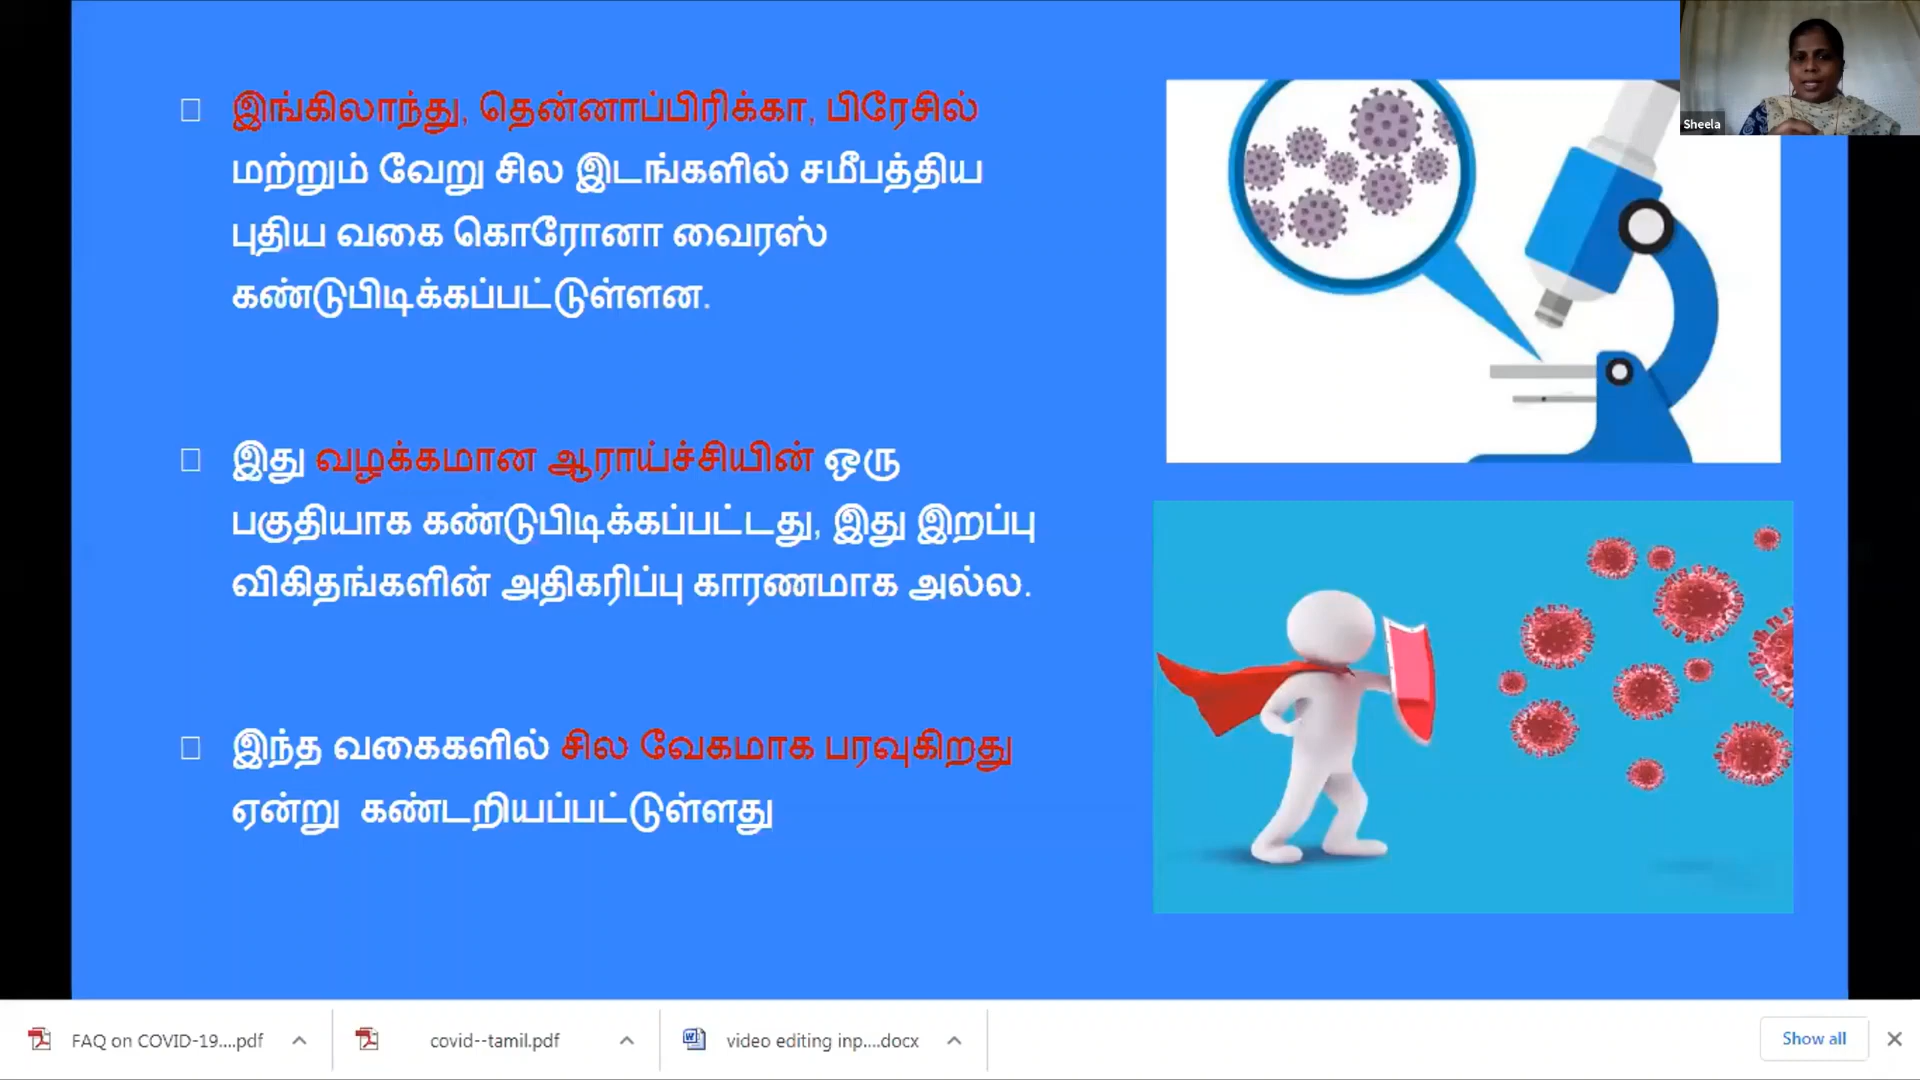 இங்கிலாந்து, தென்னாப்பிரிக்கா, பிரேசில்
மற்றும் வேறு சில இடங்களில் சமீபத்திய
புதிய வகை கொரோனா வைரஸ்
கண்டுபிடிக்கப்பட்டுள்ளன.
இது வழக்கமான ஆராய்ச்சியின் ஒரு
பகுதியாக கண்டுபிடிக்கப்பட்டது, இது இறப்பு
விகிதங்களின் அதிகரிப்பு காரணமாக அல்ல.
இந்த வகைகளில் சில வேகமாக பரவுகிறது
ஏன்று கண்டறியப்பட்டுள்ளது
Sheela
FAQ on COVID-19....pdf
covid--tamil.pdf
video editing inp....docx
Show all